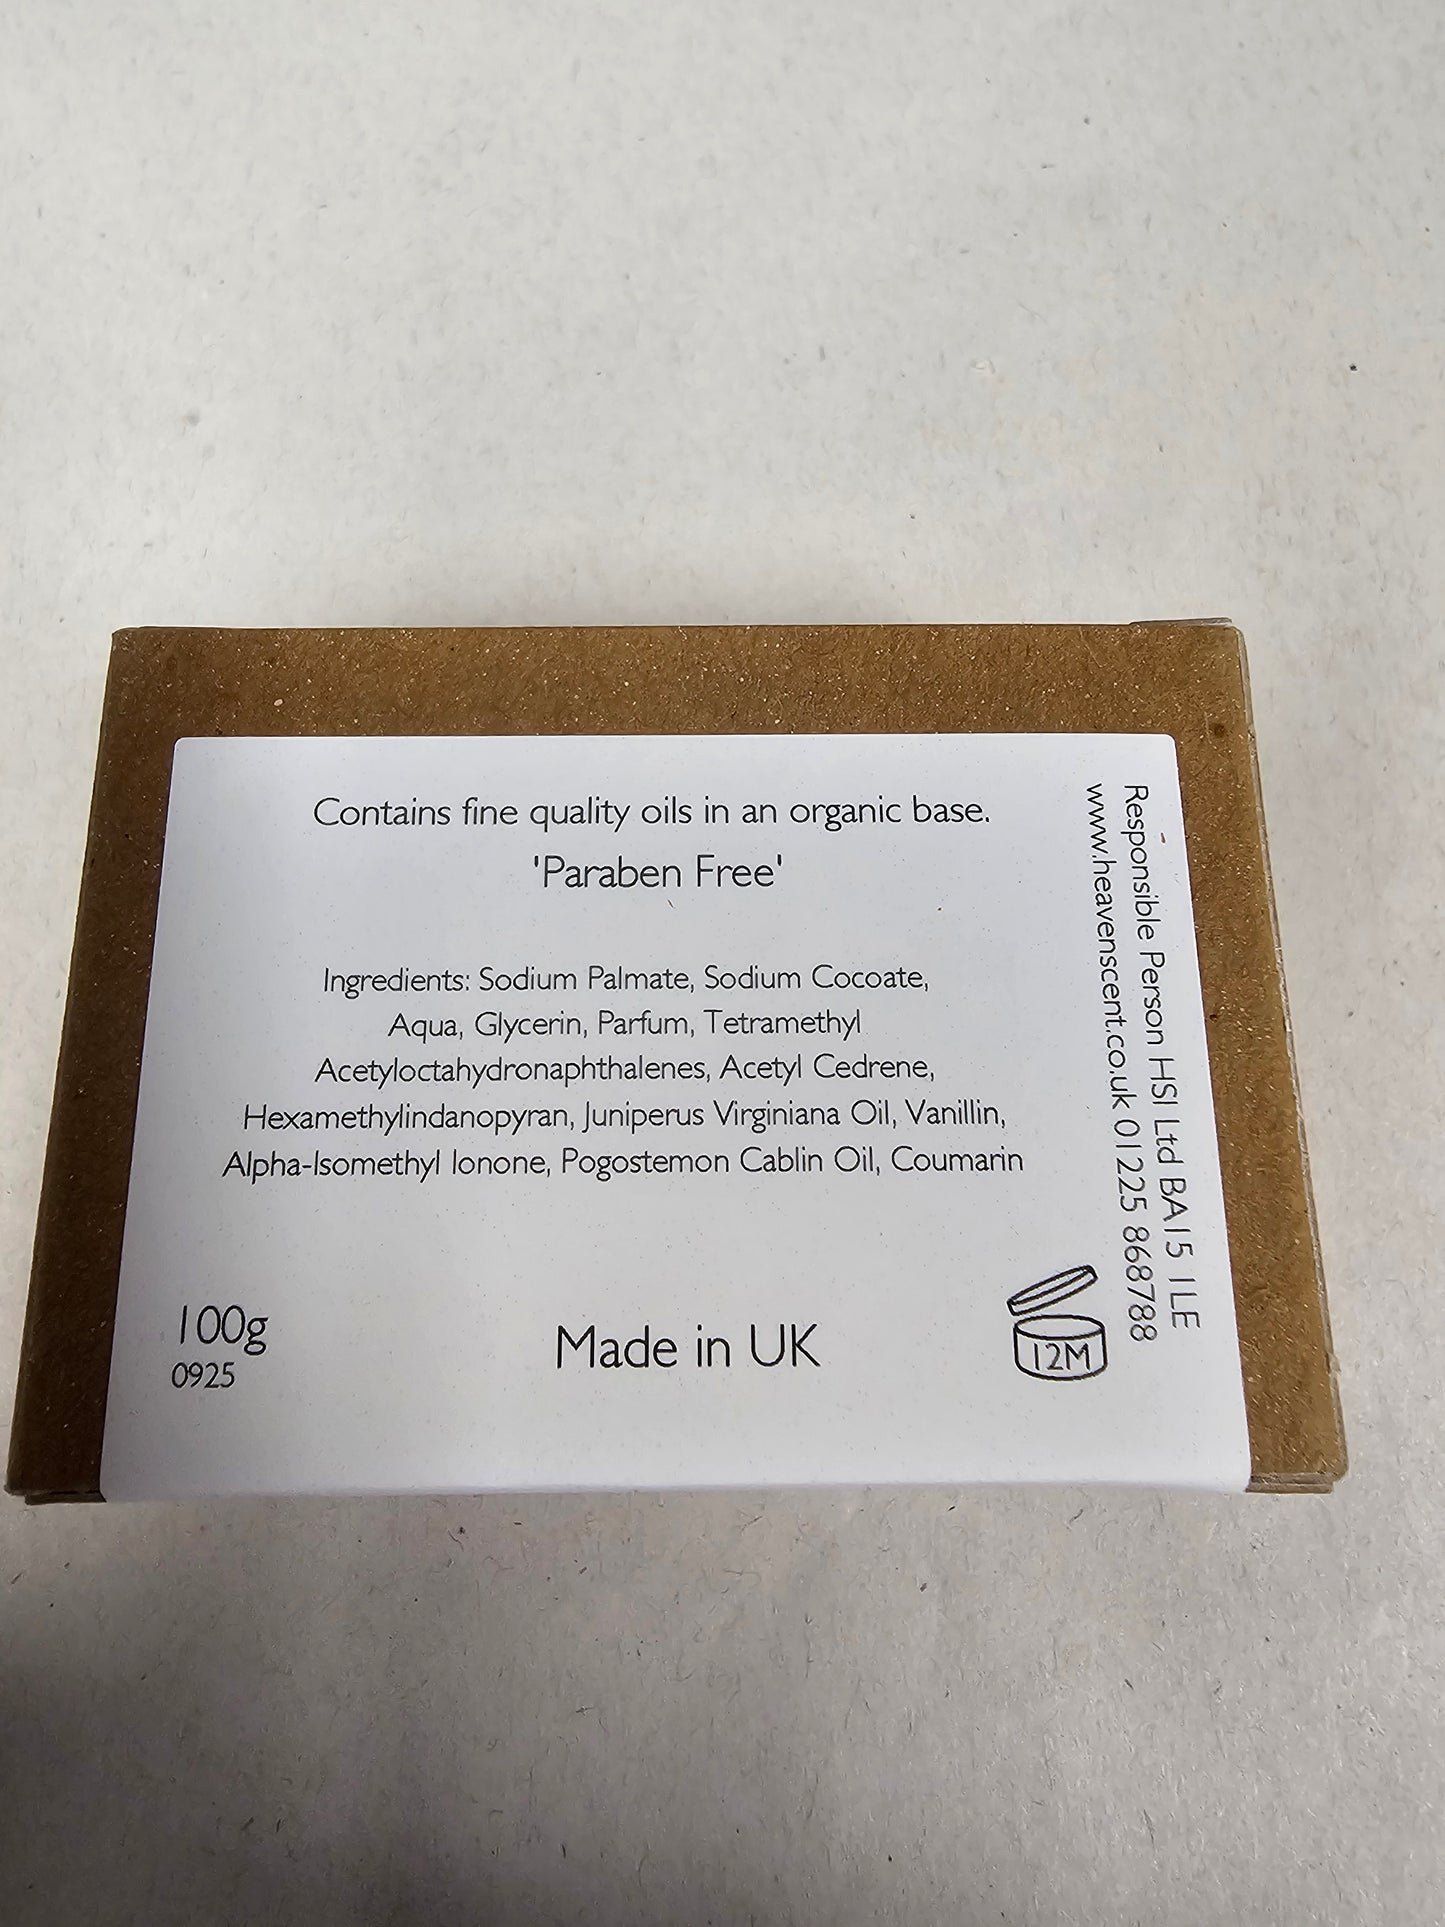 Contains fine quality oils in an organic base.
'Paraben Free'
Ingredients: Sodium Palmate, Sodium Cocoate,
Aqua, Glycerin, Parfum, Tetramethyl
Acetyloctahydronaphthalenes, Acetyl Cedrene,
Hexamethylindanopyran, Juniperus Virginiana Oil, Vanillin,
Alpha-Isomethyl Ionone, Pogostemon Cablin Oil, Coumarin
100g
0925
Made in UK
12M
Responsible Person HSI Ltd BA15 1LE
www.heavenscent.co.uk 01225 868788